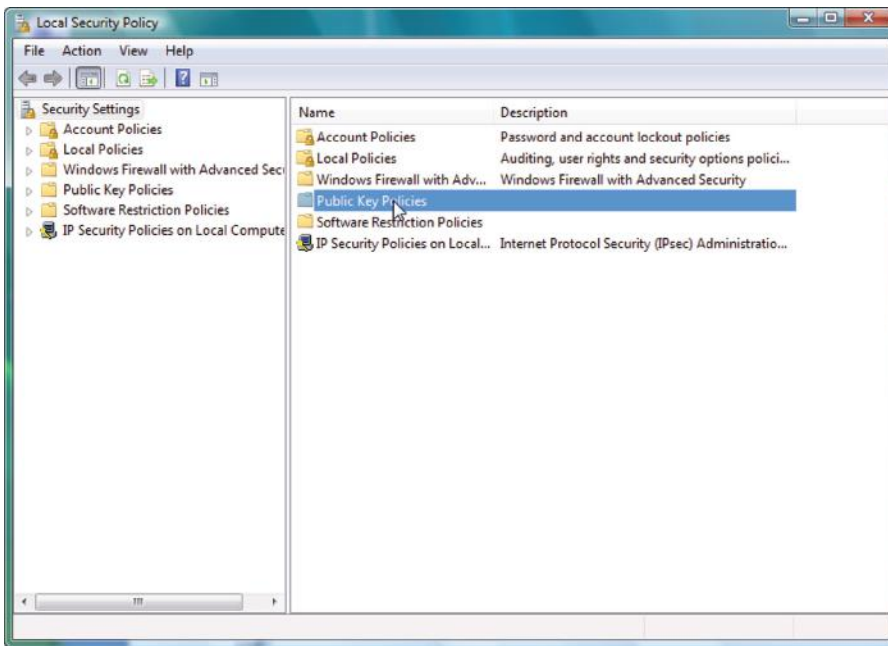 Local Security Policy
File Action View Help
Security Settings
Account Policies
Local Policies
Windows Firewall with Advanced Secu
Public Key Policies
Software Restriction Policies
IP Security Policies on Local Compute
Name Description
Account Policies Password and account lockout policies
Local Policies Auditing, user rights and security options polici...
Windows Firewall with Adv... Windows Firewall with Advanced Security
Public Key Policies
Software Restriction Policies
IP Security Policies on Local... Internet Protocol Security (IPsec) Administratio...